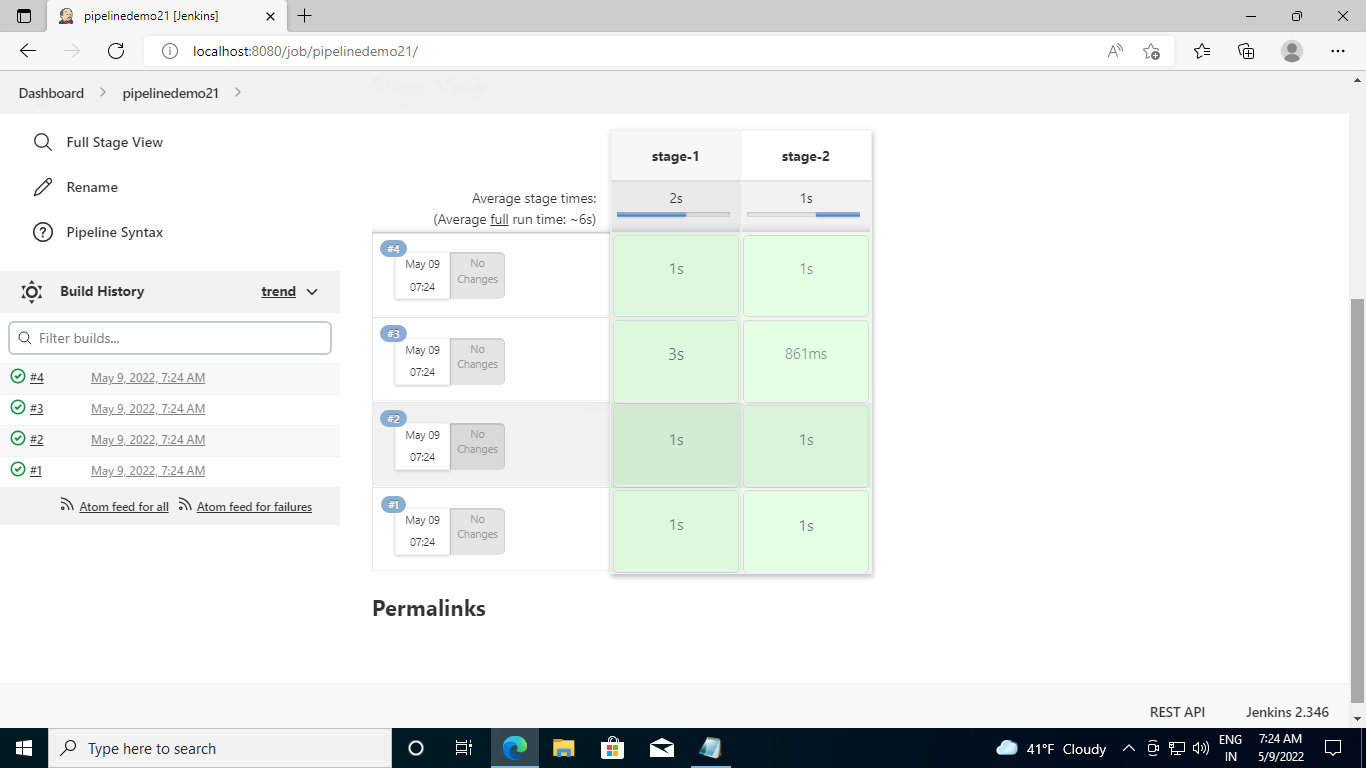 pipelinedemo21 [Jenkins]
localhost:8080/job/pipelinedemo21/
Dashboard
pipelinedemo21
Stage View
Full Stage View
Rename
Pipeline Syntax
Build History
trend
Filter builds...
#4 May 9, 2022, 7:24 AM
#3 May 9, 2022, 7:24 AM
#2 May 9, 2022, 7:24 AM
#1 May 9, 2022, 7:24 AM
Atom feed for all
Atom feed for failures
stage-1 stage-2
Average stage times: 2s 1s
(Average full run time: ~6s)
#4
May 09
07:24
No
Changes
1s 1s
#3
May 09
07:24
No
Changes
3s 861ms
#2
May 09
07:24
No
Changes
1s 1s
#1
May 09
07:24
No
Changes
1s 1s
Permalinks
REST API
Jenkins 2.346
Type here to search
41°F Cloudy
ENG
IN
7:24 AM
5/9/2022